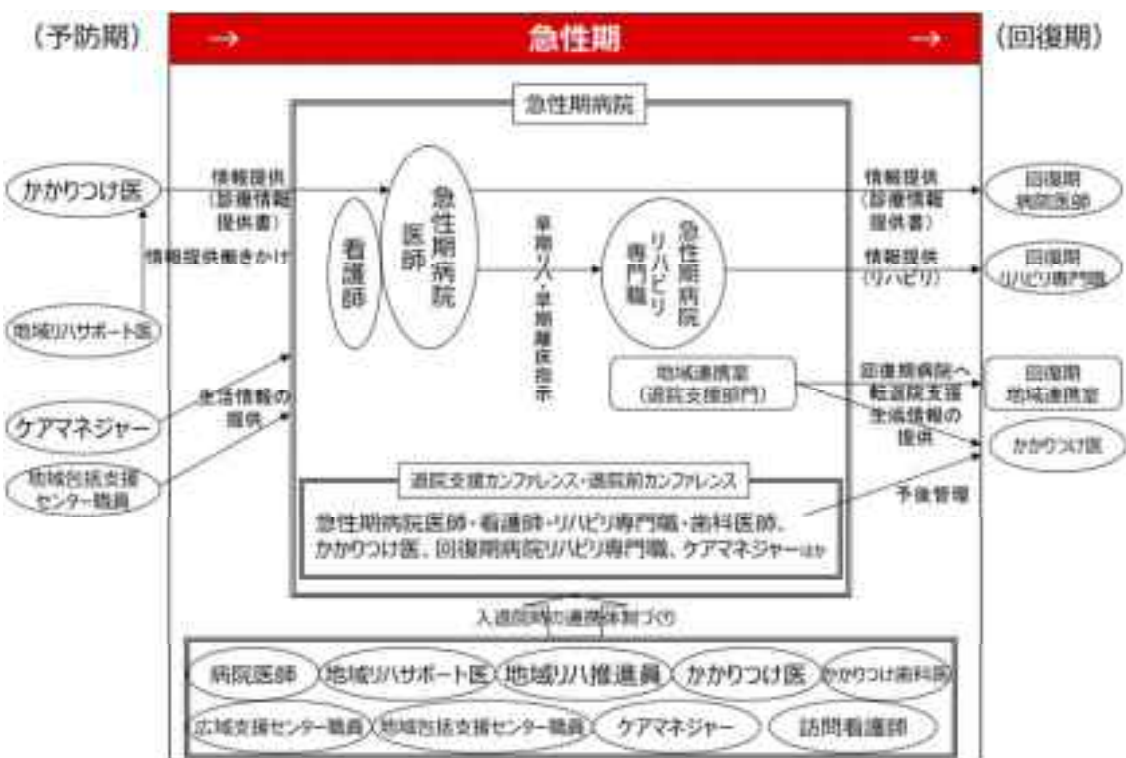 (予防期)
→ 急性期 →
(回復期)
急性期病院
かかりつけ医
情報提供
(診療情報
提供書)
看護師
急性期病院
医師
早期リハ・早期離床指示
急性期病院
リハビリ
専門職
情報提供
(診療情報
提供書)
回復期
病院医師
情報提供働きかけ
情報提供
(リハビリ)
回復期
リハビリ専門職
地域リハサポート医
ケアマネジャー
生活情報の
提供
地域包括支援
センター職員
地域連携室
(退院支援部門)
回復期病院へ
転退院支援
生活情報の
提供
回復期
地域連携室
かかりつけ医
予後管理
退院支援カンファレンス・退院前カンファレンス
急性期病院医師・看護師・リハビリ専門職・歯科医師、
かかりつけ医、回復期病院リハビリ専門職、ケアマネジャーほか
入退院時の連携体制づくり
病院医師 地域リハサポート医 地域リハ推進員 かかりつけ医 かかりつけ歯科医
広域支援センター職員 地域包括支援センター職員 ケアマネジャー 訪問看護師